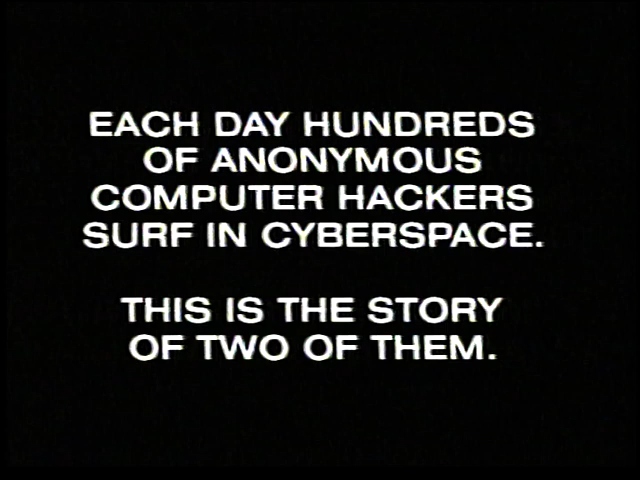 EACH DAY HUNDREDS
OF ANONYMOUS
COMPUTER HACKERS
SURF IN CYBERSPACE.
THIS IS THE STORY
OF TWO OF THEM.